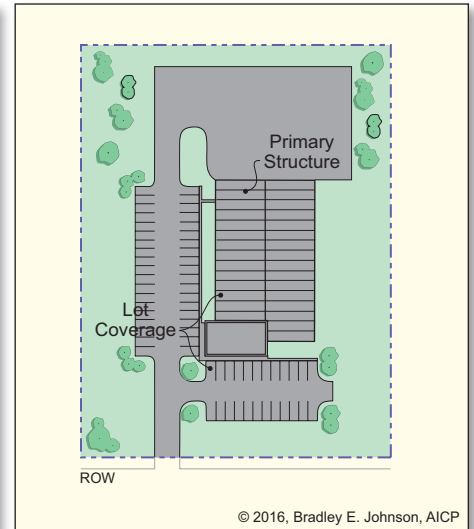 Primary
Structure
Lot
Coverage
ROW
© 2016, Bradley E. Johnson, AICP